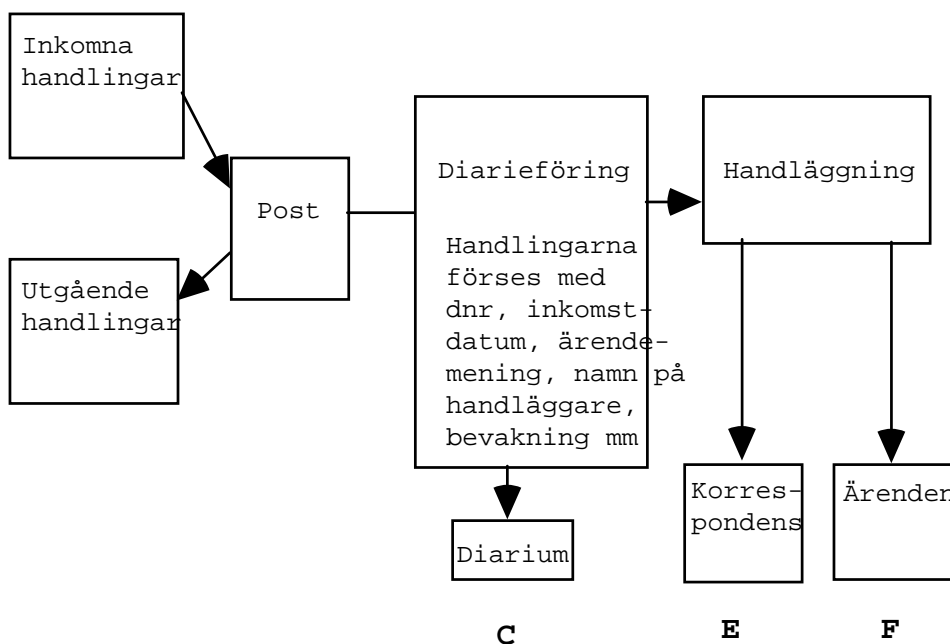 Inkomna
handlingar
Utgående
handlingar
Post
Diarieföring
Handlingarna
förses med
dnr, inkomst-
datum, ärende-
mening, namn på
handläggare,
bevakning mm
Handläggning
Diarium
Korres-
pondens
Ärenden
C
E
F